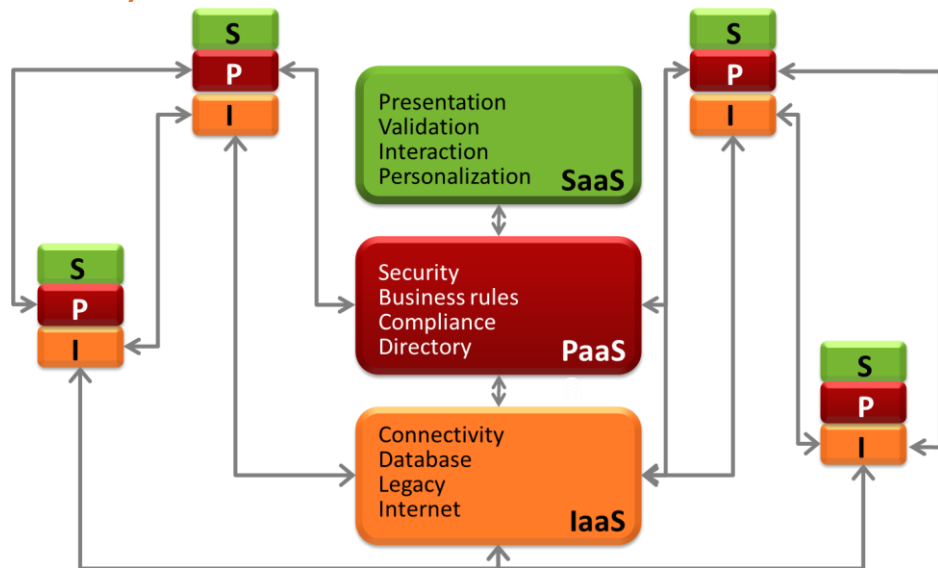 S
P
I
S
P
I
Presentation
Validation
Interaction
Personalization
SaaS
S
P
I
Security
Business rules
Compliance
Directory
PaaS
S
P
I
Connectivity
Database
Legacy
Internet
IaaS